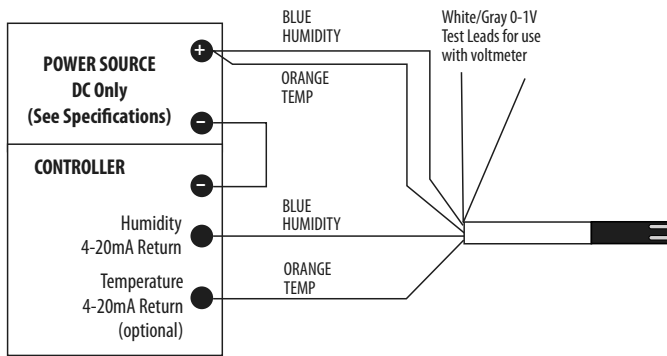 BLUE
HUMIDITY
White/Gray 0-1V
Test Leads for use
with voltmeter
+
POWER SOURCE
DC Only
(See Specifications)
ORANGE
TEMP
−
CONTROLLER
−
Humidity
4-20mA Return
BLUE
HUMIDITY
Temperature
4-20mA Return
(optional)
ORANGE
TEMP